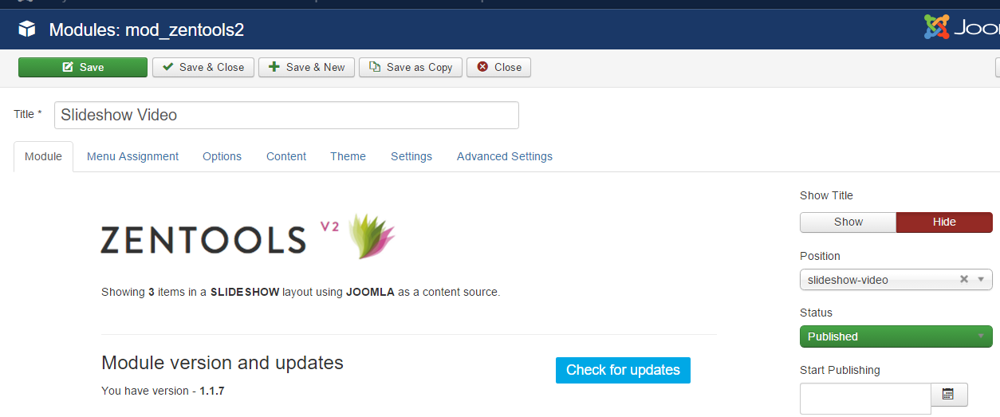 Modules: mod_zentools2
Save
Save & Close
Save & New
Save as Copy
Close
Title *
Slideshow Video
Module
Menu Assignment
Options
Content
Theme
Settings
Advanced Settings
ZENTOOLS V2
Showing 3 items in a SLIDESHOW layout using JOOMLA as a content source.
Module version and updates
Check for updates
You have version - 1.1.7
Show Title
Show
Hide
Position
slideshow-video
Status
Published
Start Publishing